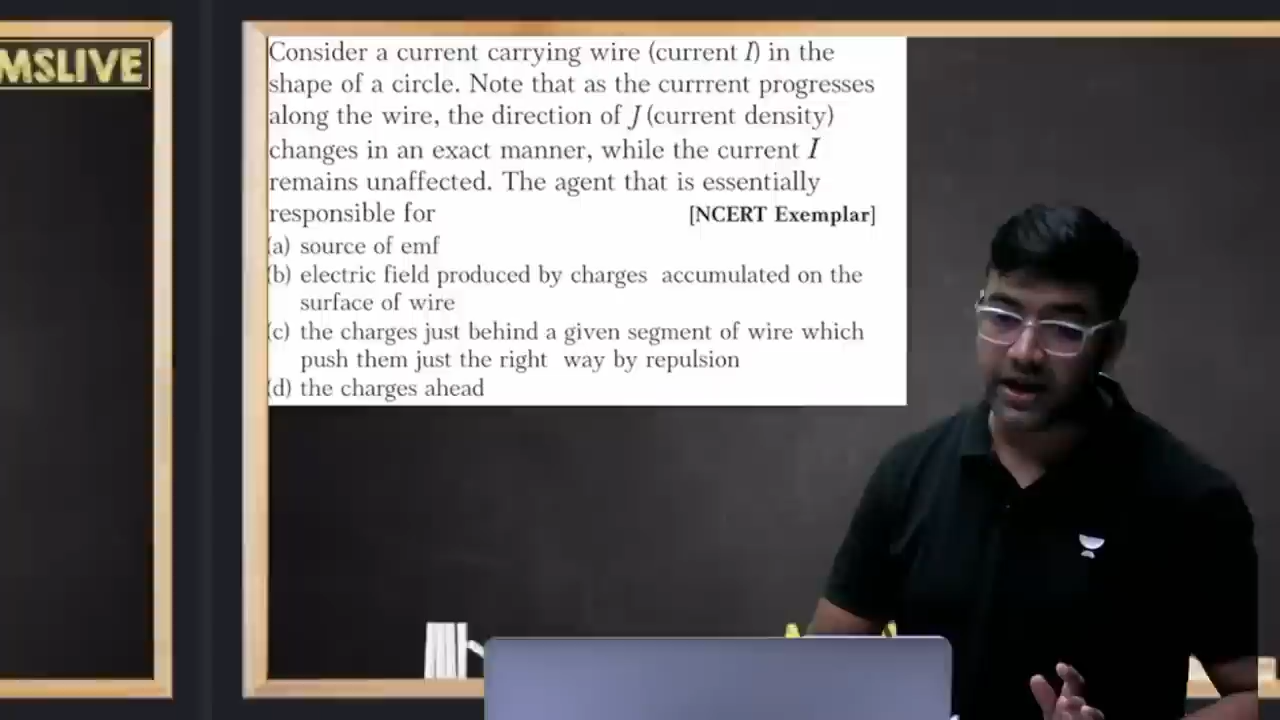 MSLIVE
Consider a current carrying wire (current I) in the
shape of a circle. Note that as the currrent progresses
along the wire, the direction of J (current density)
changes in an exact manner, while the current I
remains unaffected. The agent that is essentially
responsible for [NCERT Exemplar]
(a) source of emf
(b) electric field produced by charges accumulated on the
surface of wire
(c) the charges just behind a given segment of wire which
push them just the right way by repulsion
(d) the charges ahead